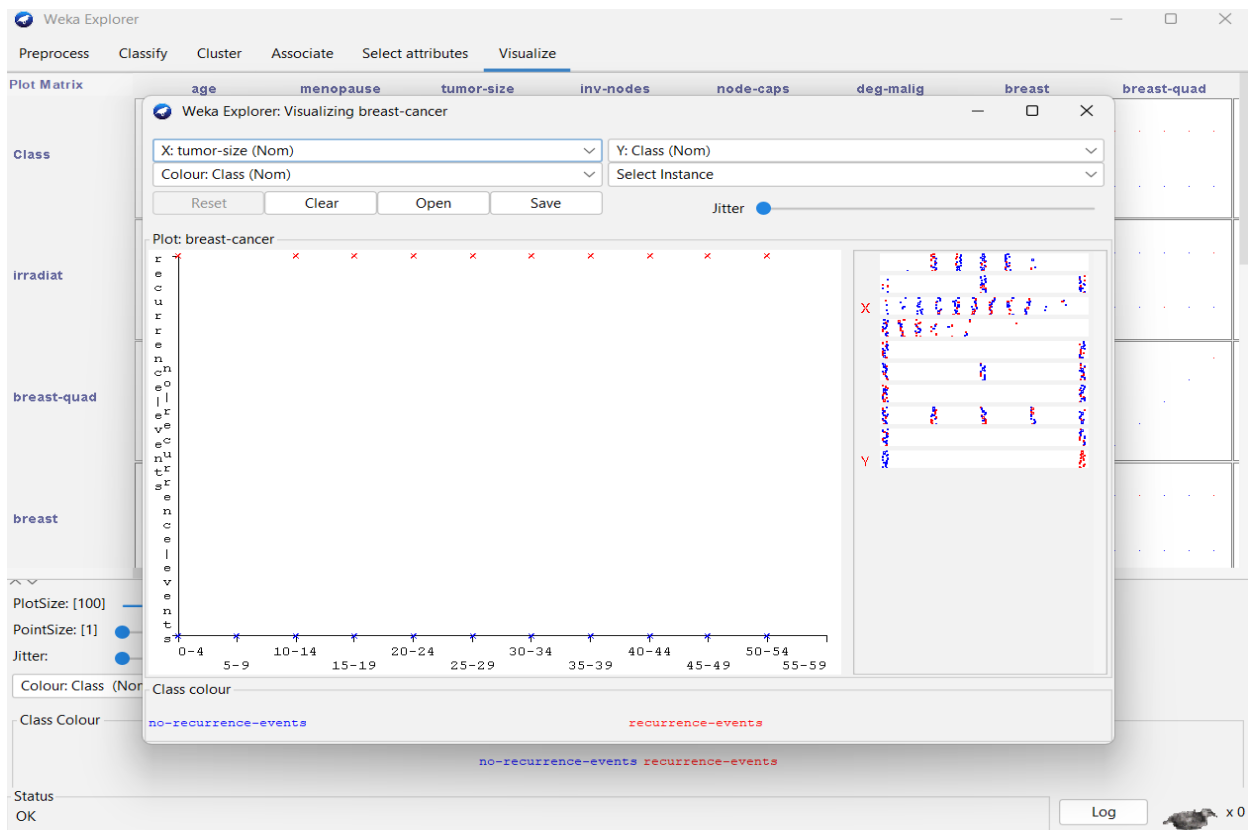 Weka Explorer
Preprocess Classify Cluster Associate Select attributes Visualize
Plot Matrix age menopause tumor-size inv-nodes node-caps deg-malig breast breast-quad
Weka Explorer: Visualizing breast-cancer
Class
irradiat
breast-quad
breast
X: tumor-size (Nom) Y: Class (Nom)
Colour: Class (Nom) Select Instance
Reset Clear Open Save Jitter
Plot: breast-cancer
recurrence|events
no|recurrence|events
X
Y
0-4 5-9 10-14 15-19 20-24 25-29 30-34 35-39 40-44 45-49 50-54 55-59
Class colour
no-recurrence-events recurrence-events
PlotSize: [100]
PointSize: [1]
Jitter:
Colour: Class (Nor
Class Colour
no-recurrence-events recurrence-events
Status
OK
Log x 0